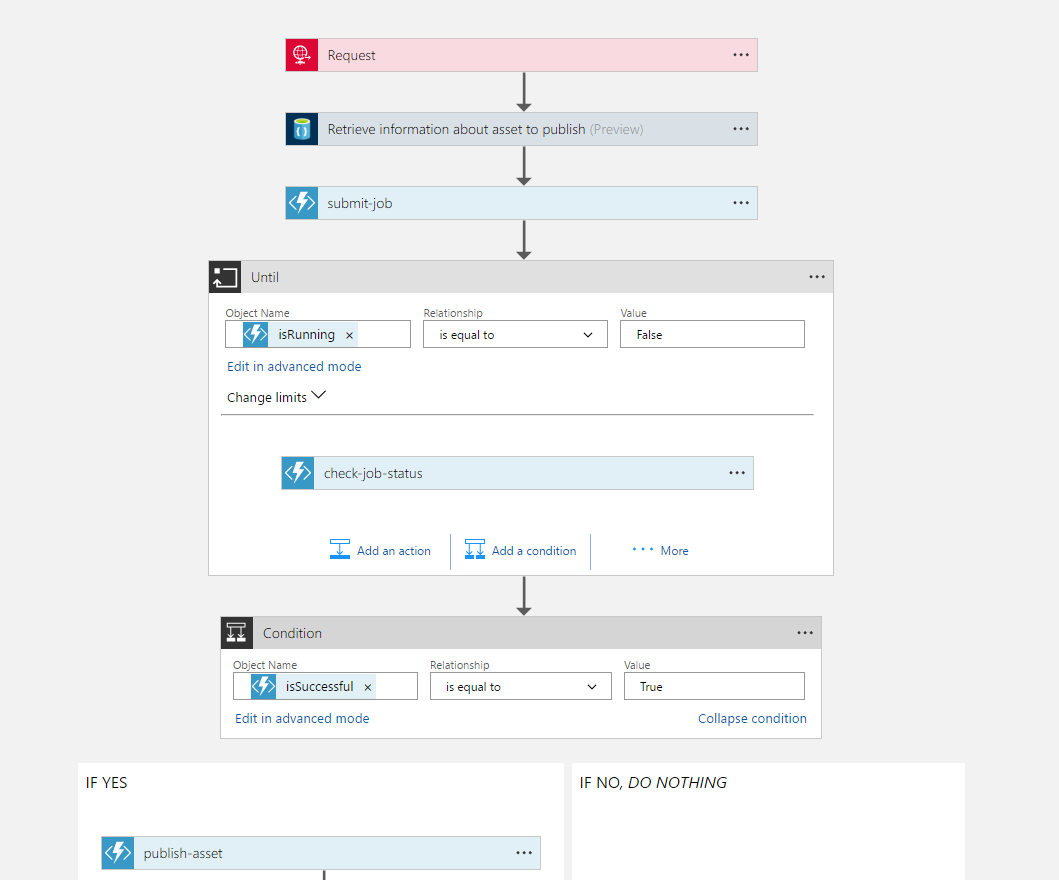 Request
Retrieve information about asset to publish (Preview)
submit-job
Until
Object Name Relationship Value
isRunning × is equal to False
Edit in advanced mode
Change limits
check-job-status
Add an action Add a condition More
Condition
Object Name Relationship Value
isSuccessful × is equal to True
Edit in advanced mode Collapse condition
IF YES IF NO, DO NOTHING
publish-asset